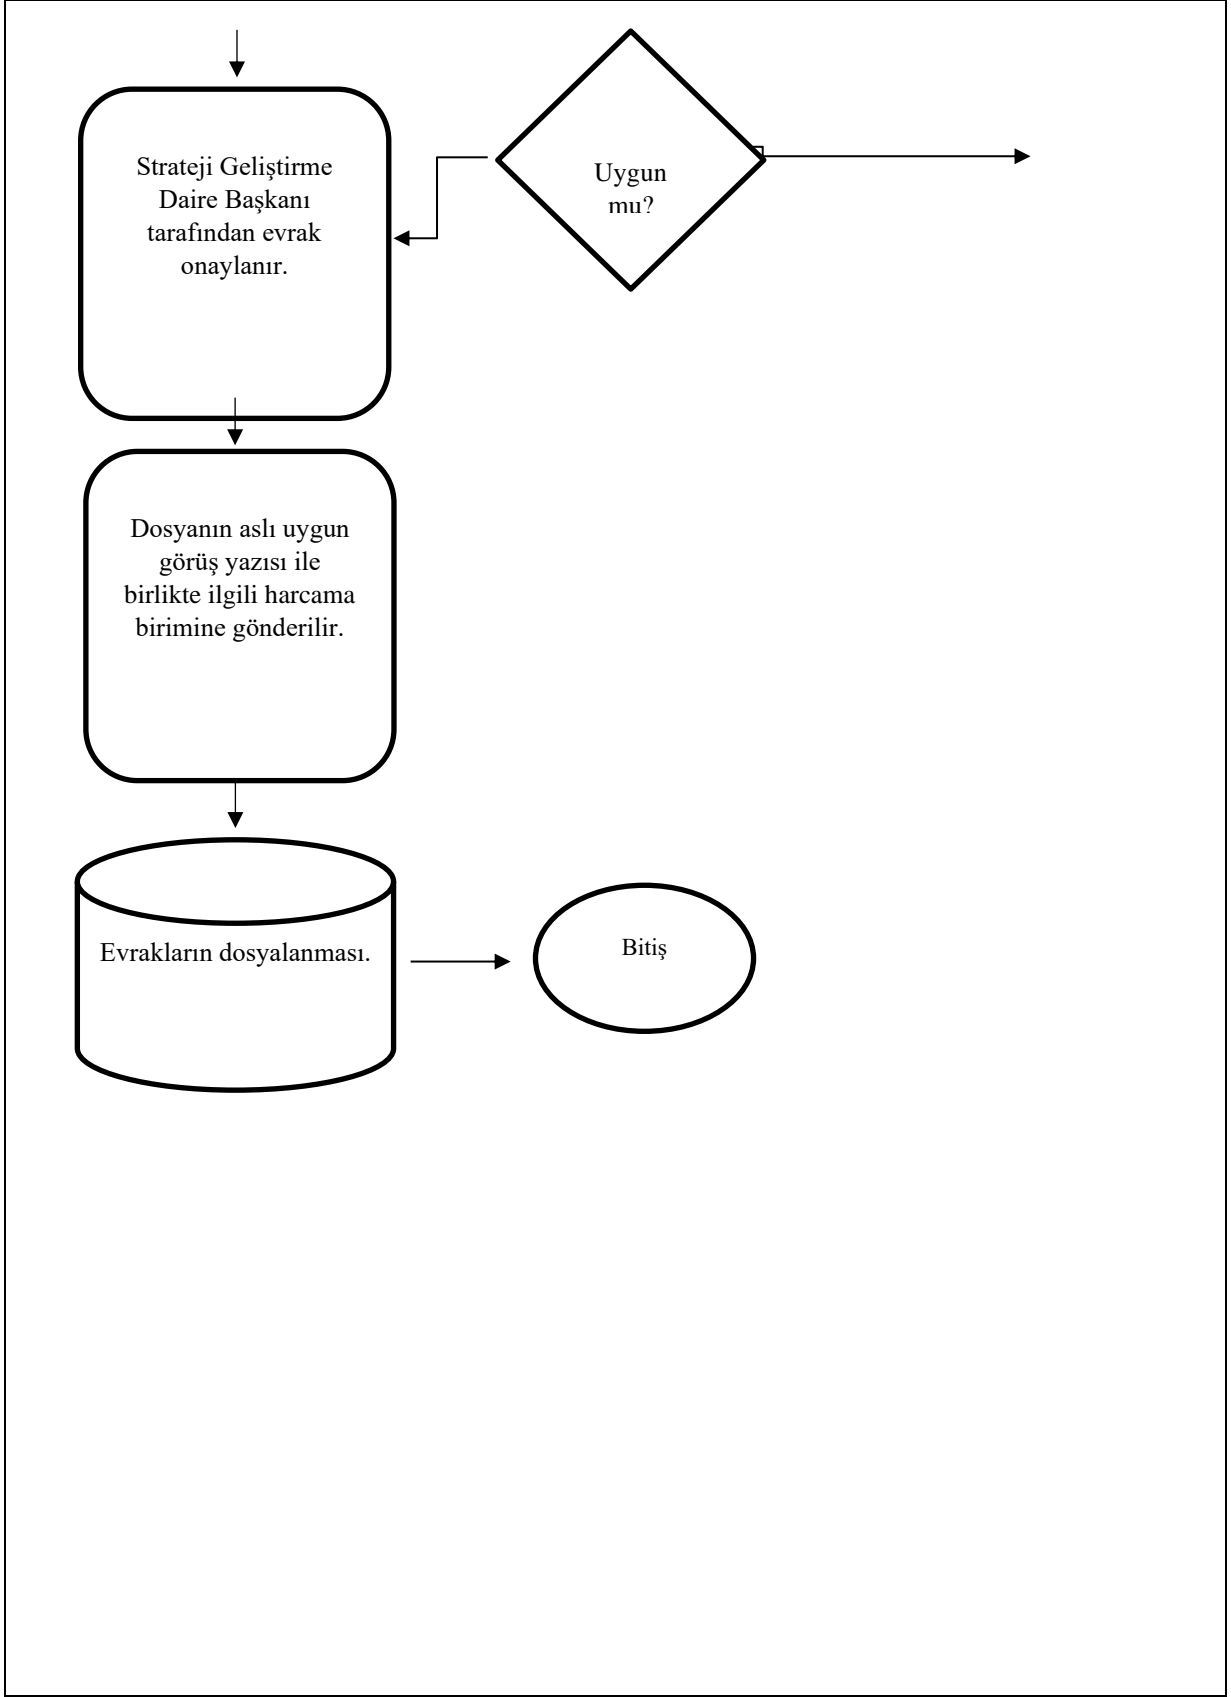 Strateji Geliştirme
Daire Başkanı
tarafından evrak
onaylanır.
Uygun
mu?
Dosyanın aslı uygun
görüş yazısı ile
birlikte ilgili harcama
birimine gönderilir.
Evrakların dosyalanması.
Bitiş